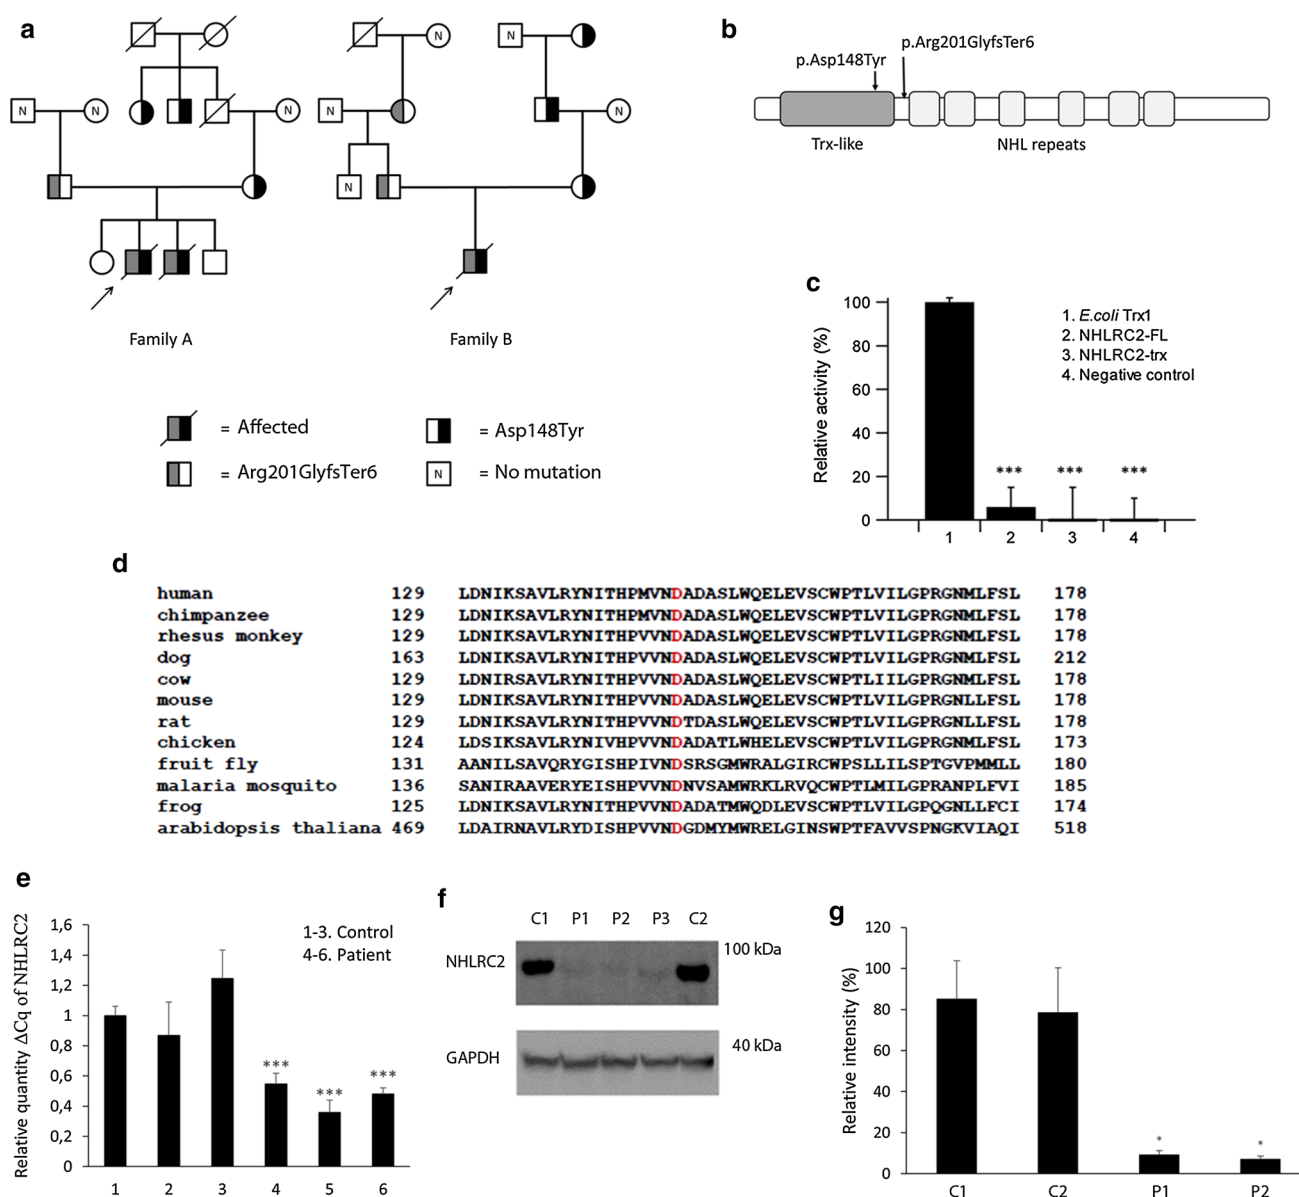 a
N
N
N
N
N
N
N
N
N
Family A
Family B
= Affected
= Asp148Tyr
= Arg201GlyfsTer6
N
= No mutation
b
p.Asp148Tyr
p.Arg201GlyfsTer6
Trx-like
NHL repeats
c
Relative activity (%)
100
80
60
40
20
0
1. E.coli Trx1
2. NHLRC2-FL
3. NHLRC2-trx
4. Negative control
***
***
***
1 2 3 4
d
human 129 LDNIKSAVLRYNITHPMVNDADASLWQELEVSCWPTLVILGPRGNMLFSL 178
chimpanzee 129 LDNIKSAVLRYNITHPMVNDADASLWQELEVSCWPTLVILGPRGNMLFSL 178
rhesus monkey 129 LDNIKSAVLRYNITHPVVNDADASLWQELEVSCWPTLVILGPRGNMLFSL 178
dog 163 LDNIKSAVLRYNITHPVVNDADASLWQELEVSCWPTLVILGPRGNMLFSL 212
cow 129 LDNIRSAVLRYNITHPVVNDADASLWQELEVSCWPTLIILGPRGNMLFSL 178
mouse 129 LDNIKSAVLRYNITHPVVNDADASLWQELEVSCWPTLVILGPRGNLLFSL 178
rat 129 LDNIKSAVLRYNITHPVVNDTDASLWQELEVSCWPTLVILGPRGNLLFSL 178
chicken 124 LDSIKSAVLRYNIVHPVVNDADATLWHELEVSCWPTLVILGPRGNMLFSL 173
fruit fly 131 AANILSAVQRYGISHPIVNDSRSGMWRALGIRCWPSLLILSPTGVPMMLL 180
malaria mosquito 136 SANIRAAVERYEISHPVVNDNVSAMWRKLRVQCWPTLMILGPRANPLFVI 185
frog 125 LDNIKSAVLRYNITHPVVNDADATMWQDLEVSCWPTLVILGPQGNLLFCI 174
arabidopsis thaliana 469 LDAIRNAVLRYDISHPVVNDGDMYMWRELGINSWPTFAVVSPNGKVIAQI 518
e
Relative quantity ΔCq of NHLRC2
1,6
1,4
1,2
1
0,8
0,6
0,4
0,2
0
1-3. Control
4-6. Patient
***
***
***
1 2 3 4 5 6
f
C1 P1 P2 P3 C2
NHLRC2
100 kDa
GAPDH
40 kDa
g
Relative intensity (%)
120
100
80
60
40
20
0
*
*
C1 C2 P1 P2